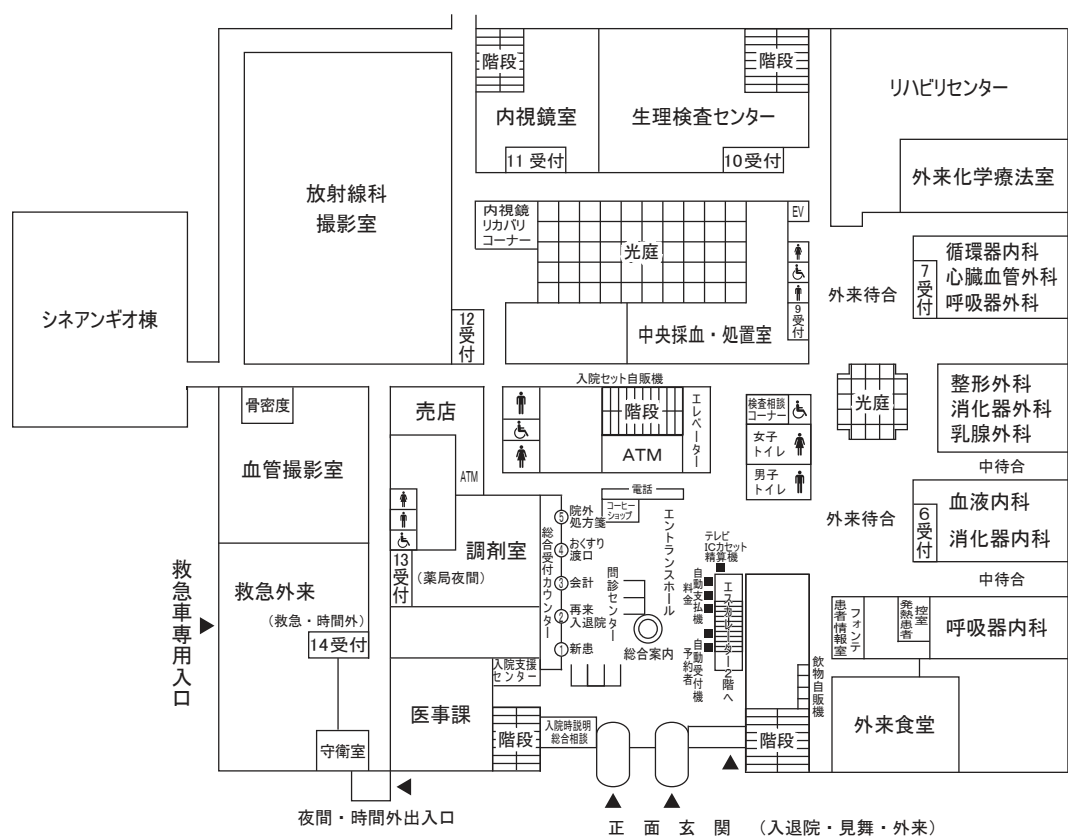 階段
階段
内視鏡室
生理検査センター
11 受付
10受付
リハビリセンター
外来化学療法室
放射線科
撮影室
内視鏡
リカバリ
コーナー
光庭
EV
9受付
循環器内科
心臓血管外科
呼吸器外科
7受付
外来待合
シネアンギオ棟
12受付
中央採血・処置室
入院セット自販機
骨密度
売店
階段
エレベーター
ATM
検査相談
コーナー
女子
トイレ
男子
トイレ
光庭
整形外科
消化器外科
乳腺外科
中待合
血管撮影室
ATM
電話
コーヒー
ショップ
エントランスホール
外来待合
6受付
血液内科
消化器内科
中待合
調剤室
13受付
(薬局夜間)
総合受付カウンター
⑤院外
処方箋
④おくすり
渡口
③会計
②再来
入退院
①新患
問診センター
総合案内
テレビ
ICカセット
精算機
自動支払機
料金
自動受付機
予約者
エスカレーター2階へ
救急車専用入口
救急外来
(救急・時間外)
14受付
入院支援
センター
フォンテ
患者情報室
控室
発熱患者
呼吸器内科
飲物自販機
外来食堂
医事課
守衛室
階段
入院時説明
総合相談
階段
夜間・時間外出入口
正面玄関 (入退院・見舞・外来)